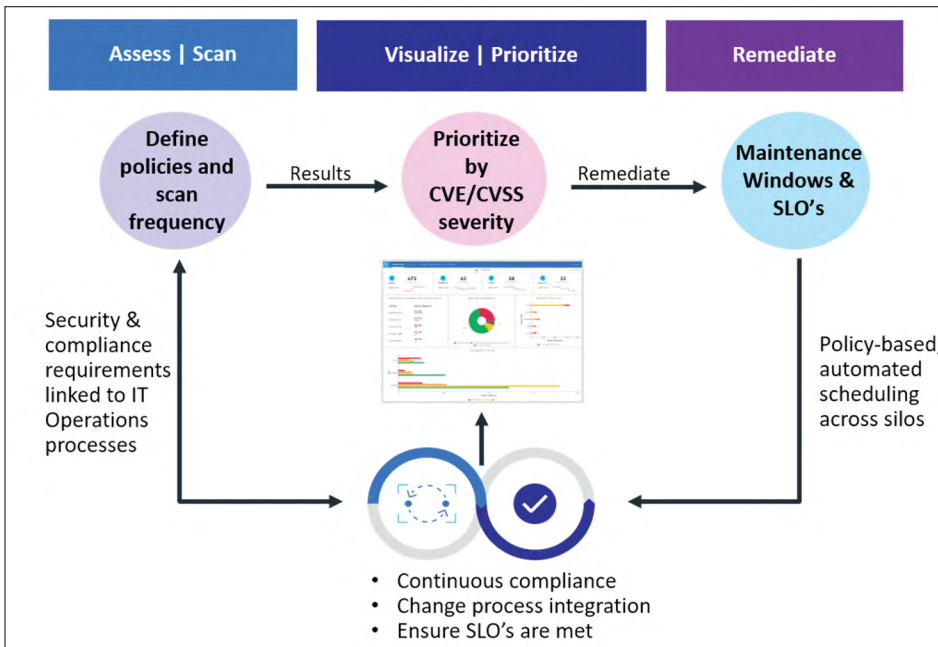 Assess | Scan
Visualize | Prioritize
Remediate
Define
policies and
scan
frequency
Results
Prioritize
by
CVE/CVSS
severity
Remediate
Maintenance
Windows &
SLO's
Security &
compliance
requirements
linked to IT
Operations
processes
Policy-based,
automated
scheduling
across silos
• Continuous compliance
• Change process integration
• Ensure SLO's are met